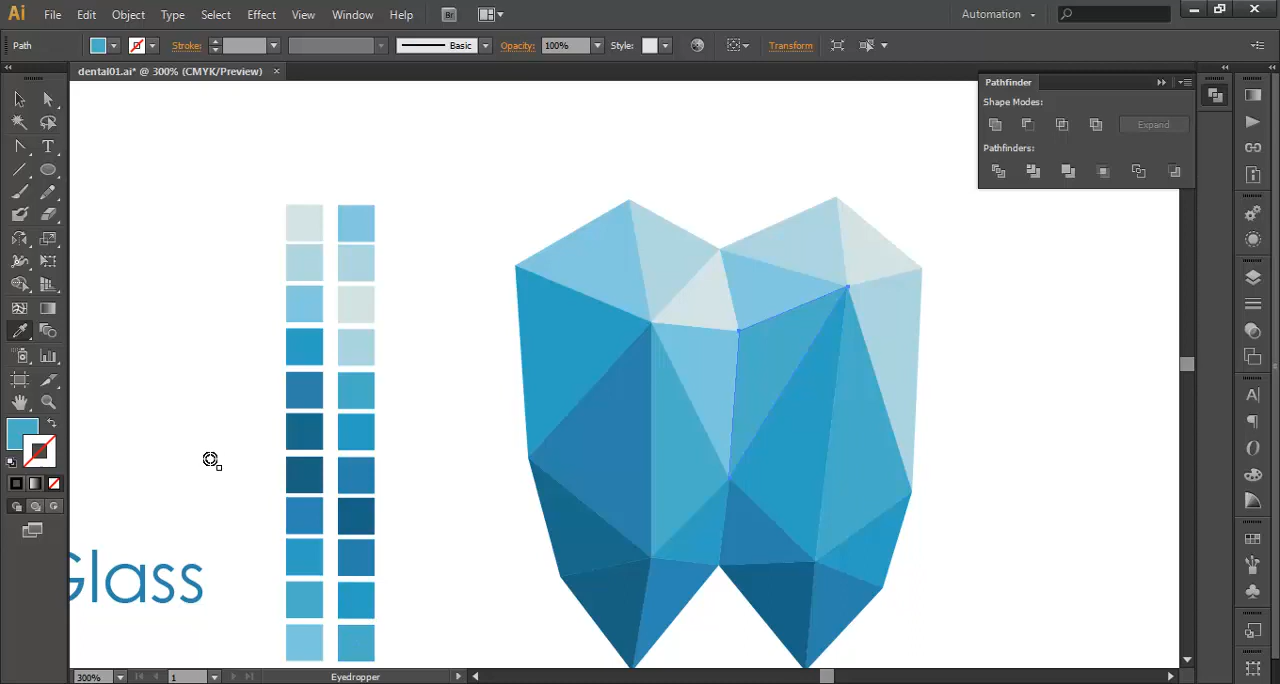 Ai File Edit Object Type Select Effect View Window Help Br Automation
Path Stroke: Basic Opacity: 100% Style: Transform
dental01.ai* @ 300% (CMYK/Preview)
Pathfinder
Shape Modes:
Expand
Pathfinders:
Glass
300% 1 Eyedropper